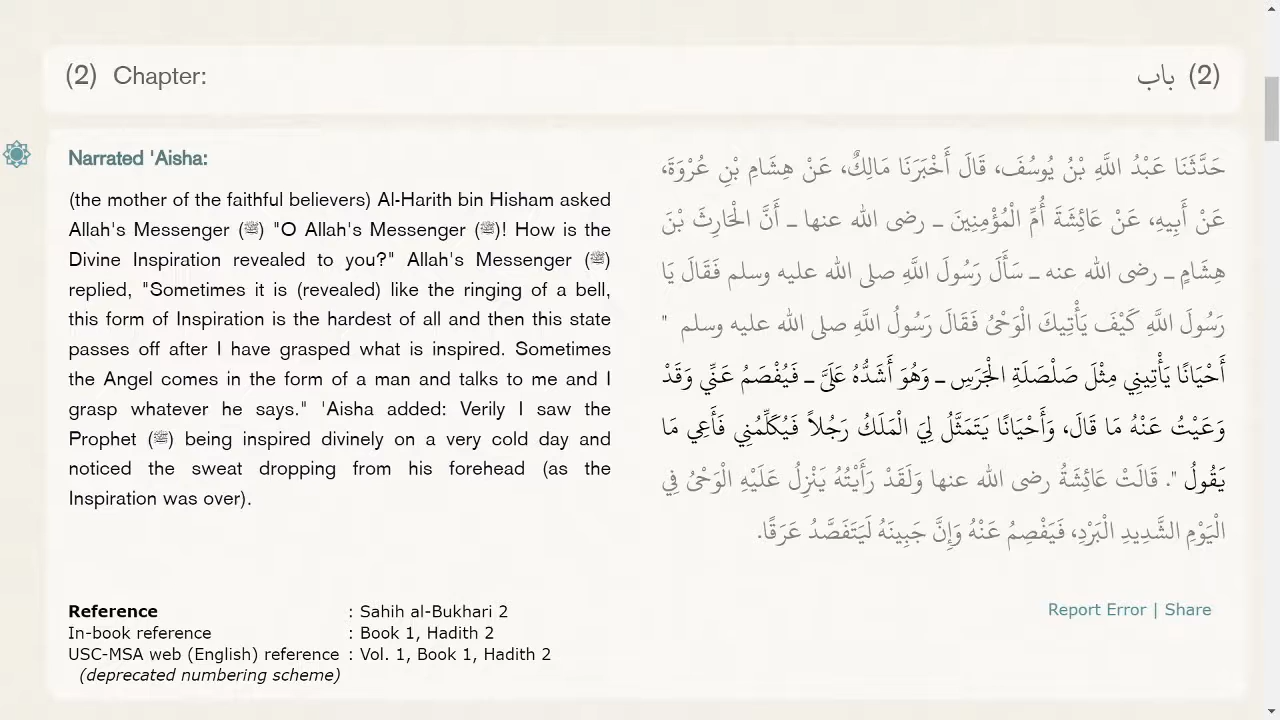 (2) Chapter:
(2) باب
Narrated 'Aisha:
(the mother of the faithful believers) Al-Harith bin Hisham asked
Allah's Messenger (ﷺ) "O Allah's Messenger (ﷺ)! How is the
Divine Inspiration revealed to you?" Allah's Messenger (ﷺ)
replied, "Sometimes it is (revealed) like the ringing of a bell,
this form of Inspiration is the hardest of all and then this state
passes off after I have grasped what is inspired. Sometimes
the Angel comes in the form of a man and talks to me and I
grasp whatever he says." 'Aisha added: Verily I saw the
Prophet (ﷺ) being inspired divinely on a very cold day and
noticed the sweat dropping from his forehead (as the
Inspiration was over).
حَدَّثَنَا عَبْدُ اللَّهِ بْنُ يُوسُفَ، قَالَ أَخْبَرَنَا مَالِكٌ، عَنْ هِشَامِ بْنِ عُرْوَةَ،
عَنْ أَبِيهِ، عَنْ عَائِشَةَ أُمِّ الْمُؤْمِنِينَ ـ رضى الله عنها ـ أَنَّ الْحَارِثَ بْنَ
هِشَامٍ ـ رضى الله عنه ـ سَأَلَ رَسُولَ اللَّهِ صلى الله عليه وسلم فَقَالَ يَا
رَسُولَ اللَّهِ كَيْفَ يَأْتِيكَ الْوَحْىُ فَقَالَ رَسُولُ اللَّهِ صلى الله عليه وسلم "
أَحْيَانًا يَأْتِينِي مِثْلَ صَلْصَلَةِ الْجَرَسِ ـ وَهُوَ أَشَدُّهُ عَلَىَّ ـ فَيُفْصَمُ عَنِّي وَقَدْ
وَعَيْتُ عَنْهُ مَا قَالَ، وَأَحْيَانًا يَتَمَثَّلُ لِيَ الْمَلَكُ رَجُلاً فَيُكَلِّمُنِي فَأَعِي مَا
يَقُولُ ". قَالَتْ عَائِشَةُ رضى الله عنها وَلَقَدْ رَأَيْتُهُ يَنْزِلُ عَلَيْهِ الْوَحْىُ فِي
الْيَوْمِ الشَّدِيدِ الْبَرْدِ، فَيَفْصِمُ عَنْهُ وَإِنَّ جَبِينَهُ لَيَتَفَصَّدُ عَرَقًا.
Reference : Sahih al-Bukhari 2
In-book reference : Book 1, Hadith 2
USC-MSA web (English) reference : Vol. 1, Book 1, Hadith 2
(deprecated numbering scheme)
Report Error | Share